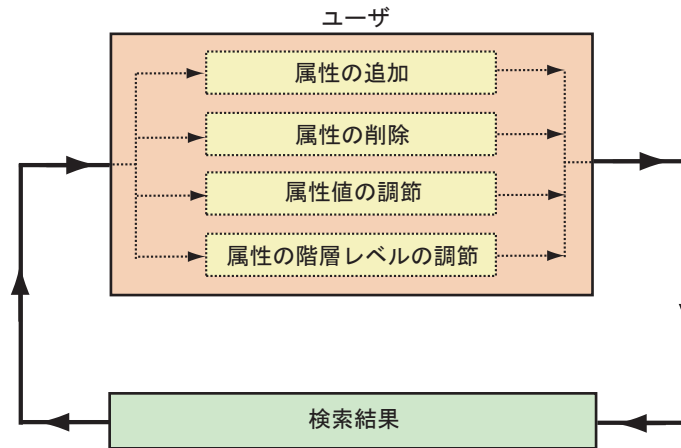 ユーザ
属性の追加
属性の削除
属性値の調節
属性の階層レベルの調節
検索結果